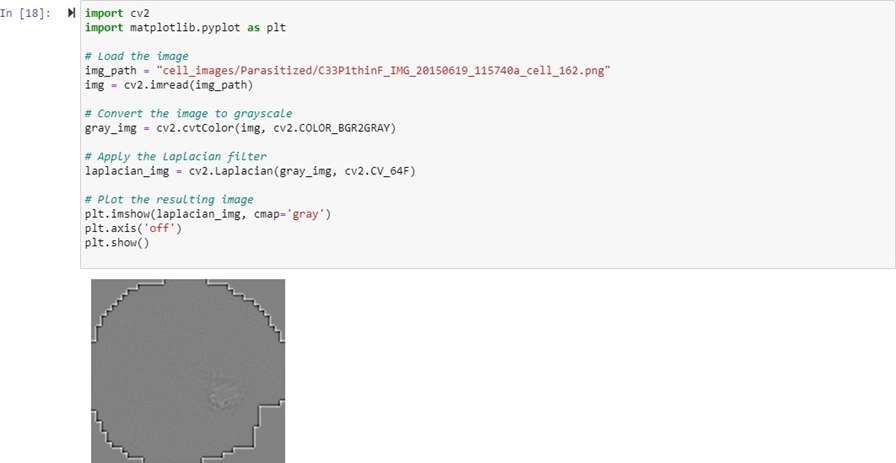 In [18]:
import cv2
import matplotlib.pyplot as plt
# Load the image
img_path = "cell_images/Parasitized/C33P1thinF_IMG_20150619_115740a_cell_162.png"
img = cv2.imread(img_path)
# Convert the image to grayscale
gray_img = cv2.cvtColor(img, cv2.COLOR_BGR2GRAY)
# Apply the Laplacian filter
laplacian_img = cv2.Laplacian(gray_img, cv2.CV_64F)
# Plot the resulting image
plt.imshow(laplacian_img, cmap='gray')
plt.axis('off')
plt.show()